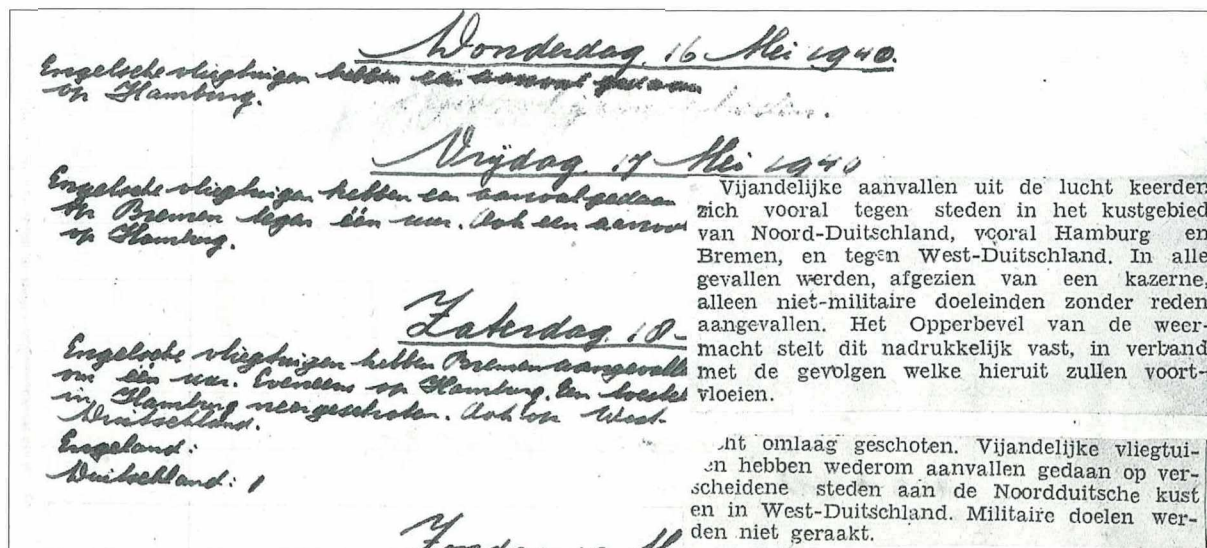 Donderdag, 16 Mei 1940.
Engelsche vliegtuigen hebben een aanval gedaan
op Hamburg.
Vrijdag, 17 Mei 1940
Engelsche vliegtuigen hebben een aanval gedaan
op Bremen tegen één uur. Ook een aanval
op Hamburg.
Zaterdag, 18-
Engelsche vliegtuigen hebben Bremen aangevalle
om één uur. Eveneens op Hamburg. Een toestel
in Hamburg neergeschoten. Ook op West-
Duitschland.
Engeland:
Duitschland: 1
Vijandelijke aanvallen uit de lucht keerden
zich vooral tegen steden in het kustgebied
van Noord-Duitschland, vooral Hamburg en
Bremen, en tegen West-Duitschland. In alle
gevallen werden, afgezien van een kazerne,
alleen niet-militaire doeleinden zonder reden
aangevallen. Het Opperbevel van de weer-
macht stelt dit nadrukkelijk vast, in verband
met de gevolgen welke hieruit zullen voort-
vloeien.
cht omlaag geschoten. Vijandelijke vliegtui-
en hebben wederom aanvallen gedaan op ver-
scheidene steden aan de Noordduitsche kust
en in West-Duitschland. Militaire doelen wer-
den niet geraakt.